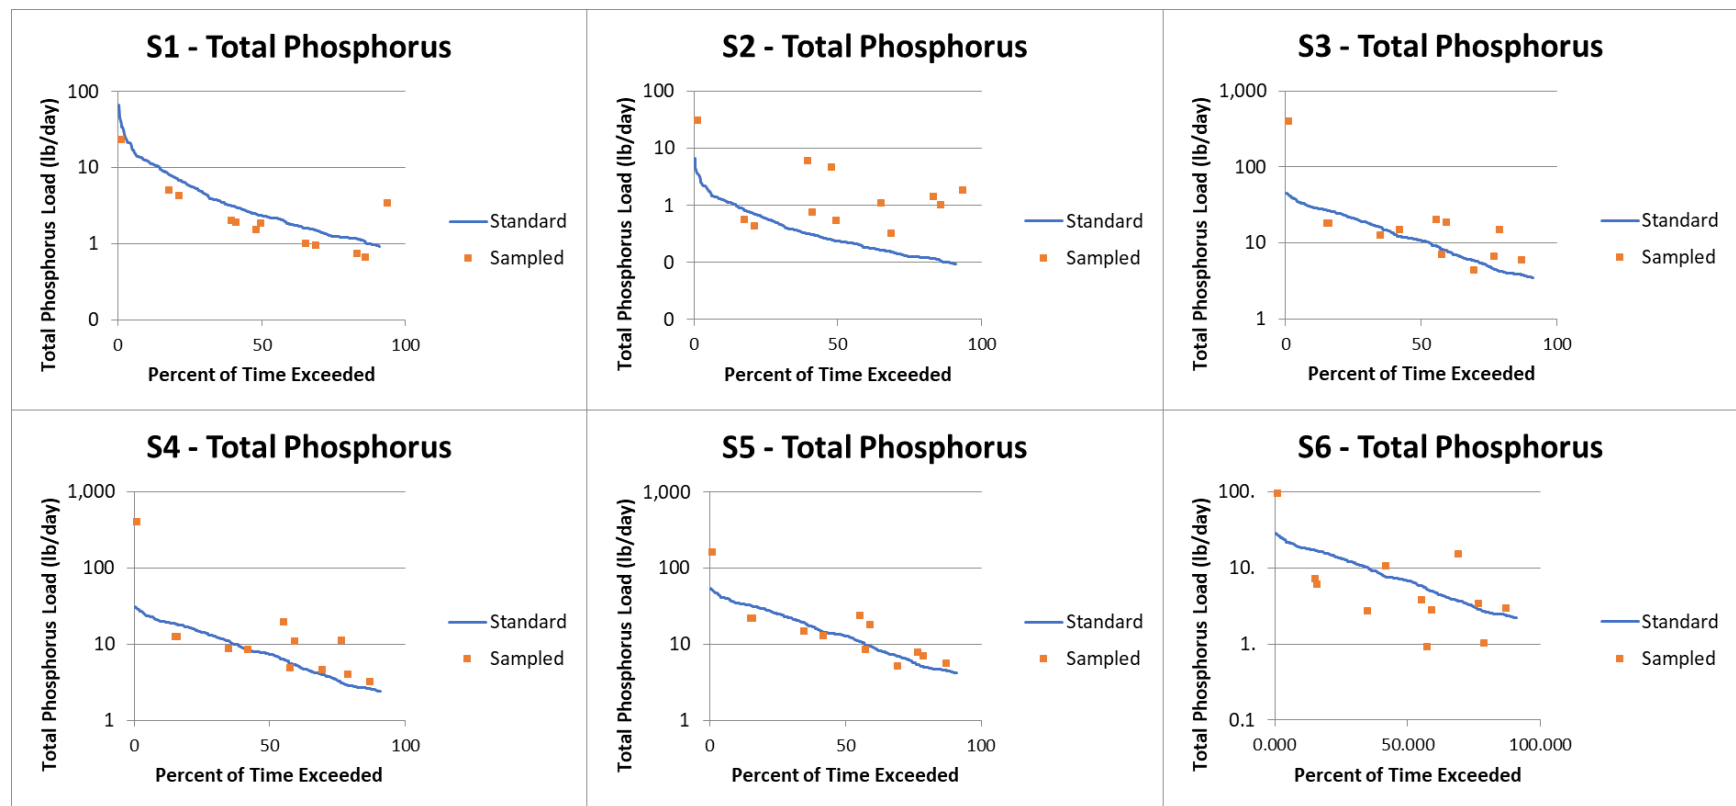 S1 - Total Phosphorus
Total Phosphorus Load (lb/day)
100
10
1
0
0
50
100
Percent of Time Exceeded
Standard
Sampled
S2 - Total Phosphorus
Total Phosphorus Load (lb/day)
100
10
1
0
0
0
50
100
Percent of Time Exceeded
Standard
Sampled
S3 - Total Phosphorus
Total Phosphorus Load (lb/day)
1,000
100
10
1
0
50
100
Percent of Time Exceeded
Standard
Sampled
S4 - Total Phosphorus
Total Phosphorus Load (lb/day)
1,000
100
10
1
0
50
100
Percent of Time Exceeded
Standard
Sampled
S5 - Total Phosphorus
Total Phosphorus Load (lb/day)
1,000
100
10
1
0
50
100
Percent of Time Exceeded
Standard
Sampled
S6 - Total Phosphorus
Total Phosphorus Load (lb/day)
100.
10.
1.
0.1
0.000
50.000
100.000
Percent of Time Exceeded
Standard
Sampled